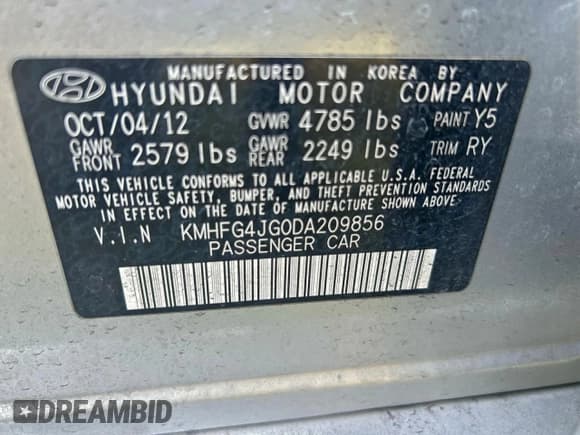 MANUFACTURED IN KOREA BY
HYUNDAI MOTOR COMPANY
OCT/04/12 GVWR 4785 lbs PAINT Y5
GAWR FRONT 2579 lbs GAWR REAR 2249 lbs TRIM RY
THIS VEHICLE CONFORMS TO ALL APPLICABLE U.S.A. FEDERAL
MOTOR VEHICLE SAFETY, BUMPER, AND THEFT PREVENTION STANDARDS
IN EFFECT ON THE DATE OF MANUFACTURE SHOWN ABOVE.
V.I.N KMHFG4JG0DA209856
PASSENGER CAR
DREAMBID